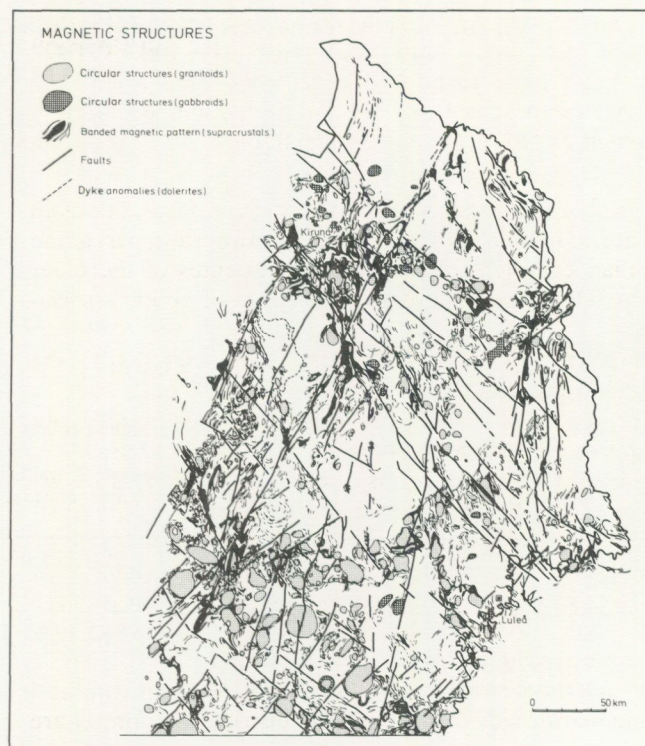 MAGNETIC STRUCTURES
Circular structures (granitoids)
Circular structures (gabbroids)
Banded magnetic pattern (supracrustals)
Faults
Dyke anomalies (dolerites)
Kiruna
Luleå
0 50 km